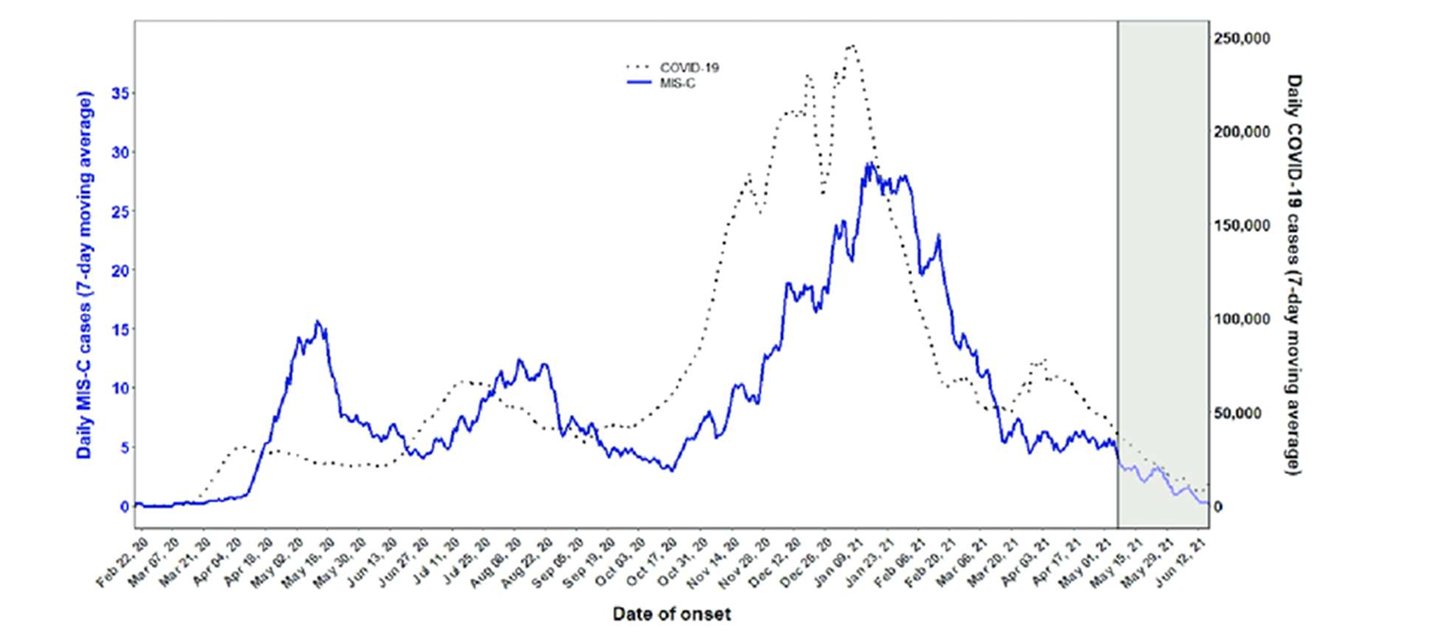 COVID-19
MIS-C
Daily MIS-C cases (7-day moving average)
35
30
25
20
15
10
5
0
250,000
200,000
150,000
100,000
50,000
0
Daily COVID-19 cases (7-day moving average)
Feb 22, 20
Mar 07, 20
Mar 21, 20
Apr 04, 20
Apr 18, 20
May 02, 20
May 16, 20
May 30, 20
Jun 13, 20
Jun 27, 20
Jul 11, 20
Jul 25, 20
Aug 08, 20
Aug 22, 20
Sep 05, 20
Sep 19, 20
Oct 03, 20
Oct 17, 20
Oct 31, 20
Nov 14, 20
Nov 28, 20
Dec 12, 20
Dec 26, 20
Jan 09, 21
Jan 23, 21
Feb 06, 21
Feb 20, 21
Mar 06, 21
Mar 20, 21
Apr 03, 21
Apr 17, 21
May 01, 21
May 15, 21
May 29, 21
Jun 12, 21
Date of onset